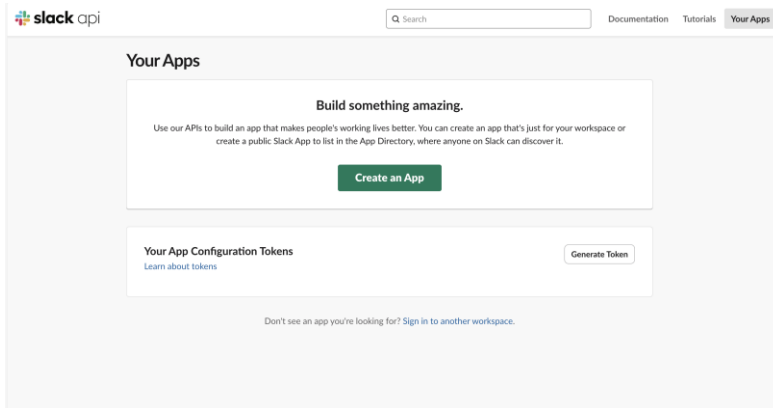 slack api
Search
Documentation
Tutorials
Your Apps
Your Apps
Build something amazing.
Use our APIs to build an app that makes people's working lives better. You can create an app that's just for your workspace or
create a public Slack App to list in the App Directory, where anyone on Slack can discover it.
Create an App
Your App Configuration Tokens
Generate Token
Learn about tokens
Don't see an app you're looking for? Sign in to another workspace.